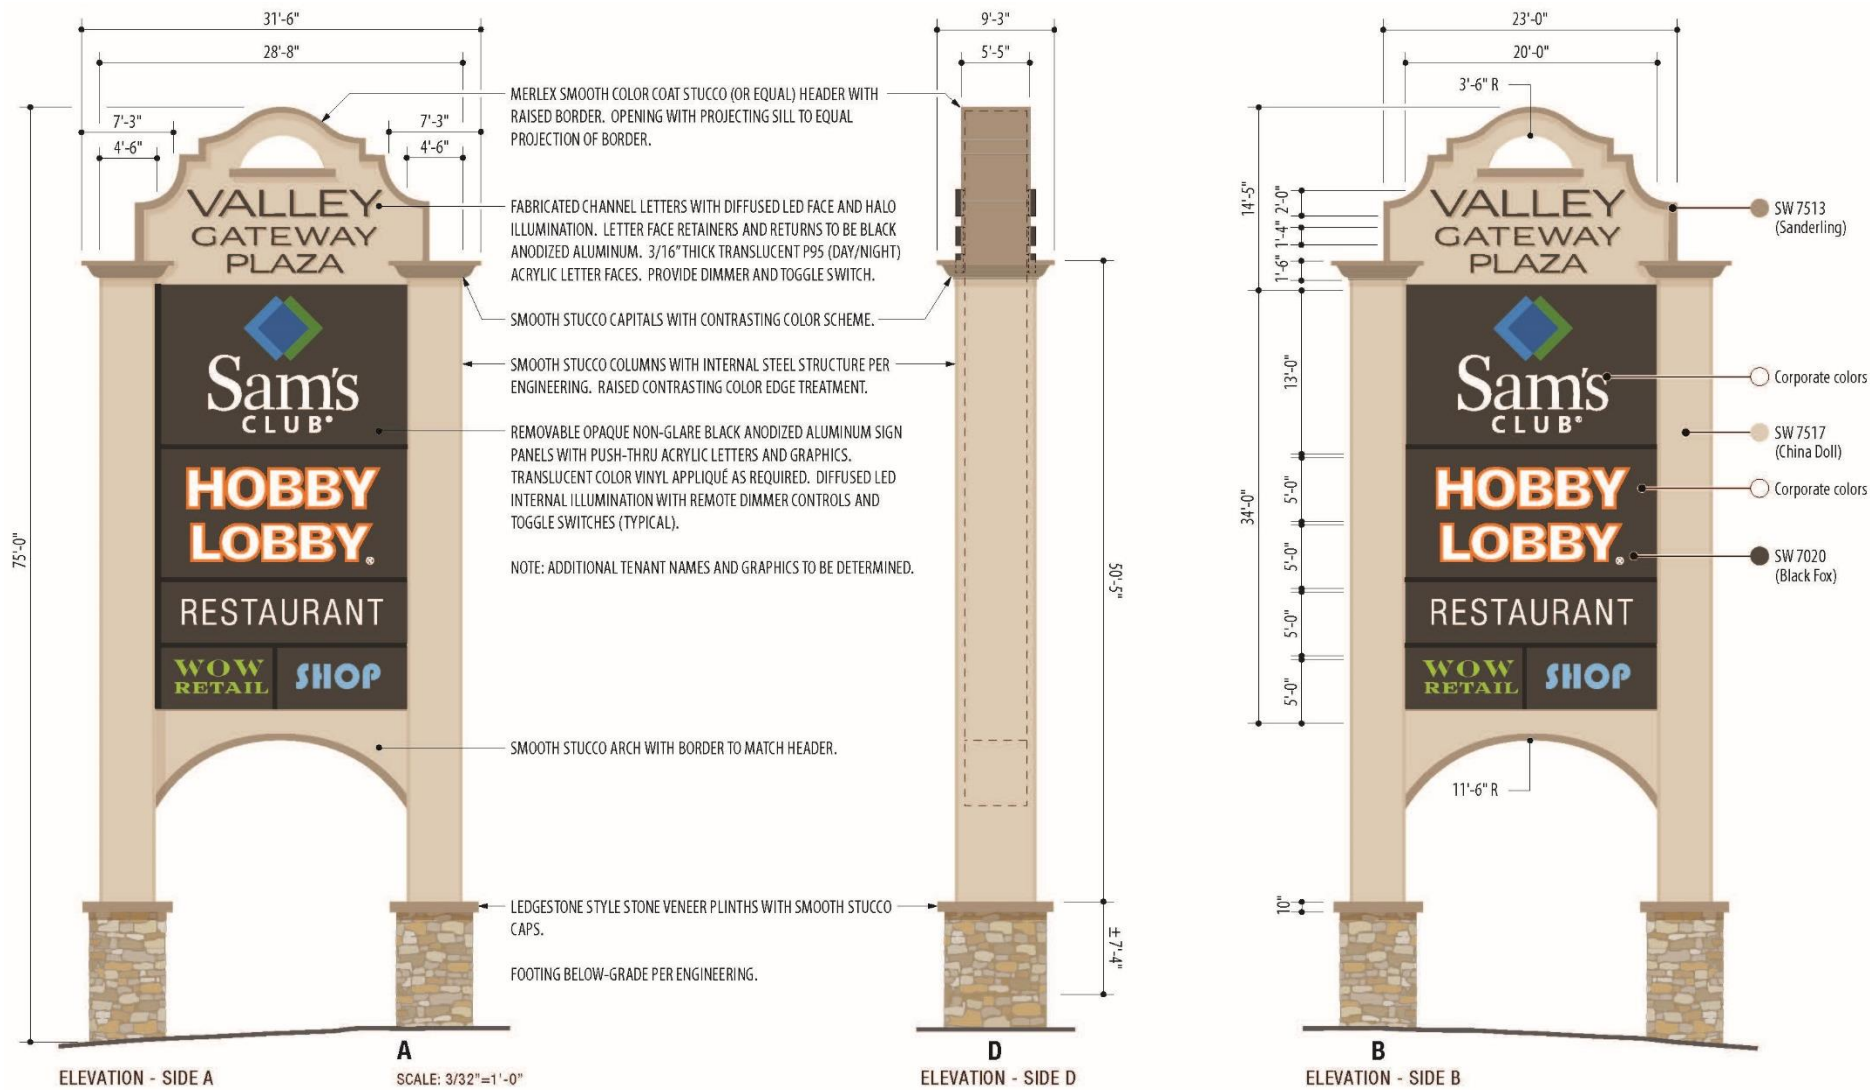 31'-6"
28'-8"
7'-3"
7'-3"
4'-6"
4'-6"
75'-0"
VALLEY
GATEWAY
PLAZA
Sam's
CLUB®
HOBBY
LOBBY®
RESTAURANT
WOW
RETAIL
SHOP
A
ELEVATION - SIDE A
SCALE: 3/32"=1'-0"
MERLEX SMOOTH COLOR COAT STUCCO (OR EQUAL) HEADER WITH
RAISED BORDER. OPENING WITH PROJECTING SILL TO EQUAL
PROJECTION OF BORDER.
FABRICATED CHANNEL LETTERS WITH DIFFUSED LED FACE AND HALO
ILLUMINATION. LETTER FACE RETAINERS AND RETURNS TO BE BLACK
ANODIZED ALUMINUM. 3/16" THICK TRANSLUCENT P95 (DAY/NIGHT)
ACRYLIC LETTER FACES. PROVIDE DIMMER AND TOGGLE SWITCH.
SMOOTH STUCCO CAPITALS WITH CONTRASTING COLOR SCHEME.
SMOOTH STUCCO COLUMNS WITH INTERNAL STEEL STRUCTURE PER
ENGINEERING. RAISED CONTRASTING COLOR EDGE TREATMENT.
REMOVABLE OPAQUE NON-GLARE BLACK ANODIZED ALUMINUM SIGN
PANELS WITH PUSH-THRU ACRYLIC LETTERS AND GRAPHICS.
TRANSLUCENT COLOR VINYL APPLIQUÉ AS REQUIRED. DIFFUSED LED
INTERNAL ILLUMINATION WITH REMOTE DIMMER CONTROLS AND
TOGGLE SWITCHES (TYPICAL).
NOTE: ADDITIONAL TENANT NAMES AND GRAPHICS TO BE DETERMINED.
SMOOTH STUCCO ARCH WITH BORDER TO MATCH HEADER.
LEDGESTONE STYLE STONE VENEER PLINTHS WITH SMOOTH STUCCO
CAPS.
FOOTING BELOW-GRADE PER ENGINEERING.
9'-3"
5'-5"
50'-5"
±7'-4"
D
ELEVATION - SIDE D
23'-0"
20'-0"
3'-6" R
14'-5"
2'-0"
1'-4"
1'-6"
34'-0"
13'-0"
5'-0"
5'-0"
5'-0"
5'-0"
10"
VALLEY
GATEWAY
PLAZA
Sam's
CLUB®
HOBBY
LOBBY®
RESTAURANT
WOW
RETAIL
SHOP
11'-6" R
SW 7513
(Sanderling)
Corporate colors
SW 7517
(China Doll)
Corporate colors
SW 7020
(Black Fox)
B
ELEVATION - SIDE B